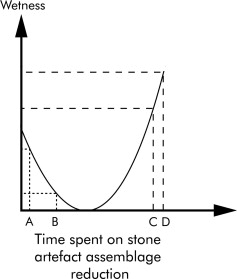 Wetness
A B C D
Time spent on stone
artefact assemblage
reduction